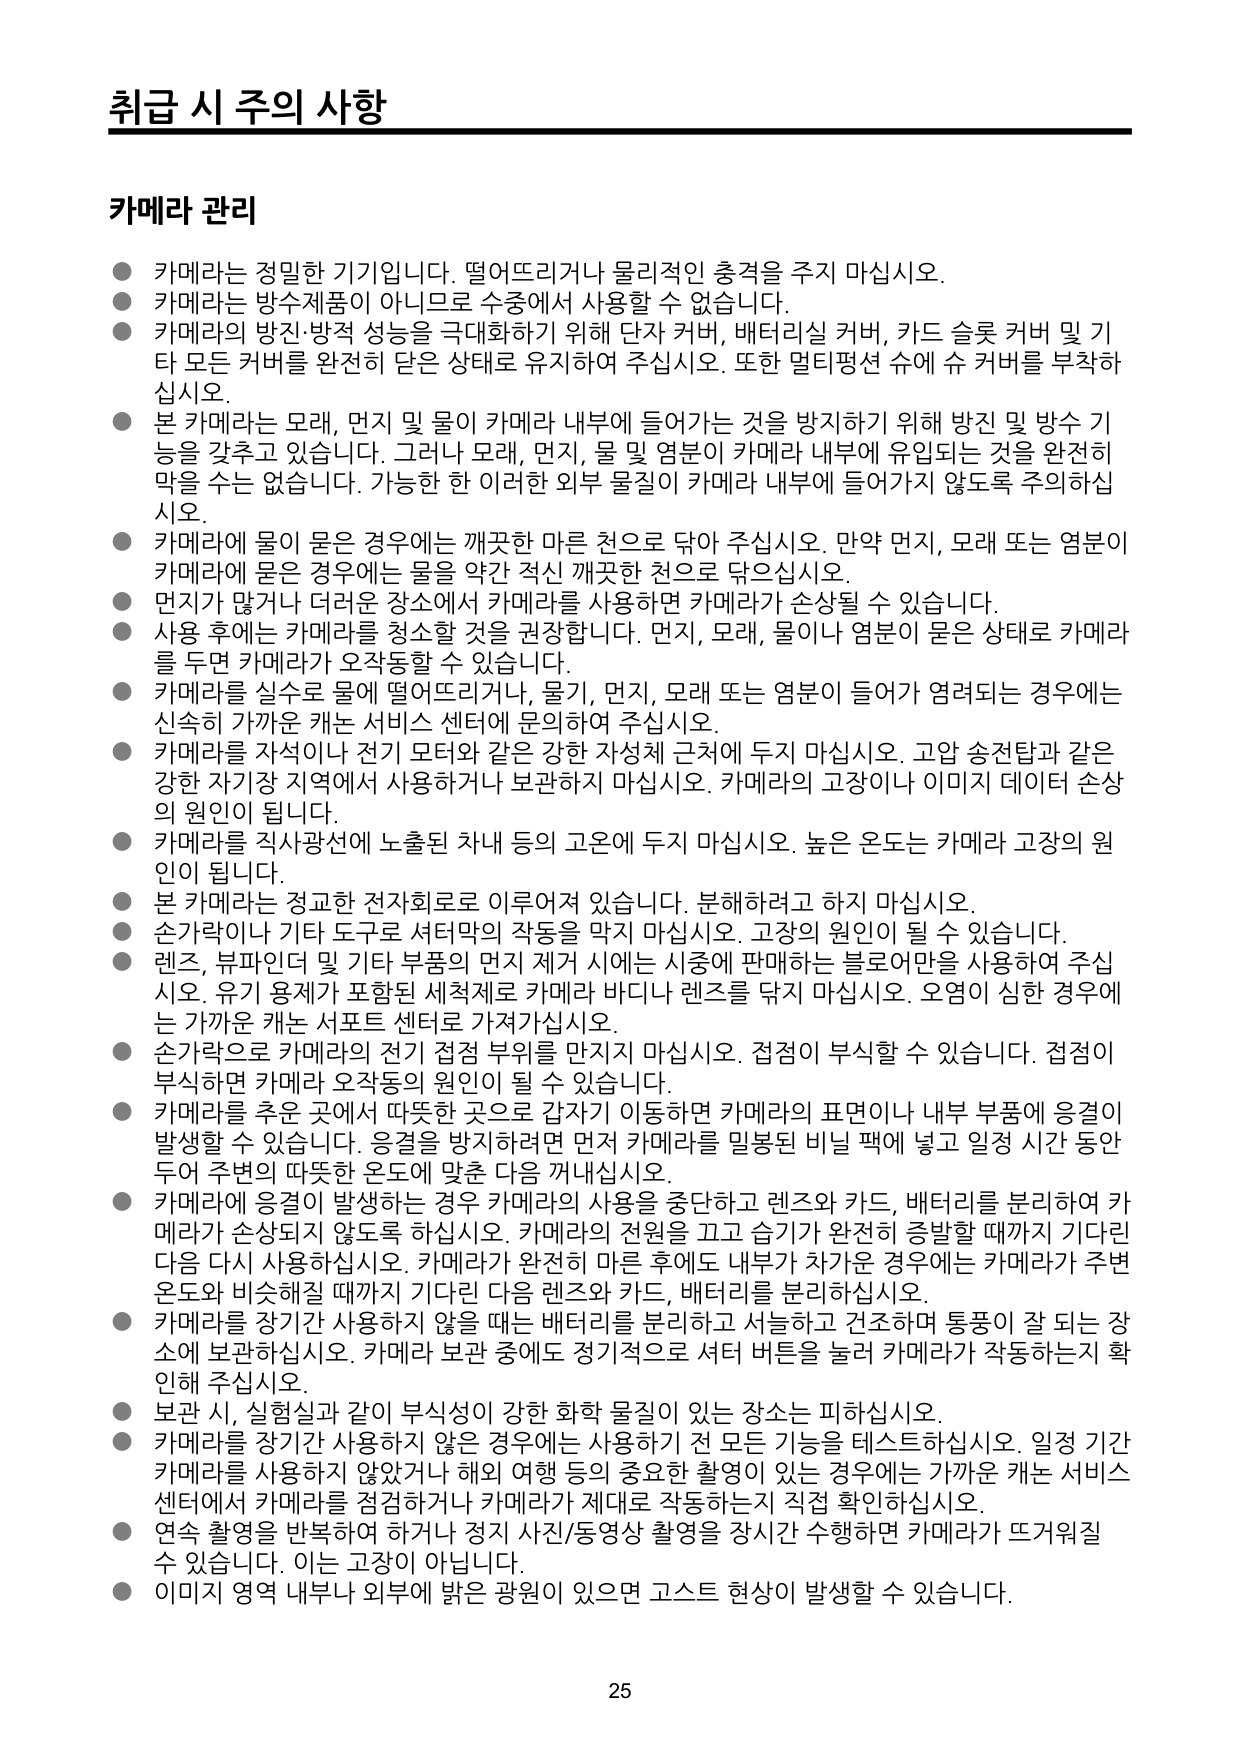 취급 시 주의 사항
카메라 관리
● 카메라는 정밀한 기기입니다. 떨어뜨리거나 물리적인 충격을 주지 마십시오.
● 카메라는 방수제품이 아니므로 수중에서 사용할 수 없습니다.
● 카메라의 방진·방적 성능을 극대화하기 위해 단자 커버, 배터리실 커버, 카드 슬롯 커버 및 기
타 모든 커버를 완전히 닫은 상태로 유지하여 주십시오. 또한 멀티펑션 슈에 슈 커버를 부착하
십시오.
● 본 카메라는 모래, 먼지 및 물이 카메라 내부에 들어가는 것을 방지하기 위해 방진 및 방수 기
능을 갖추고 있습니다. 그러나 모래, 먼지, 물 및 염분이 카메라 내부에 유입되는 것을 완전히
막을 수는 없습니다. 가능한 한 이러한 외부 물질이 카메라 내부에 들어가지 않도록 주의하십
시오.
● 카메라에 물이 묻은 경우에는 깨끗한 마른 천으로 닦아 주십시오. 만약 먼지, 모래 또는 염분이
카메라에 묻은 경우에는 물을 약간 적신 깨끗한 천으로 닦으십시오.
● 먼지가 많거나 더러운 장소에서 카메라를 사용하면 카메라가 손상될 수 있습니다.
● 사용 후에는 카메라를 청소할 것을 권장합니다. 먼지, 모래, 물이나 염분이 묻은 상태로 카메라
를 두면 카메라가 오작동할 수 있습니다.
● 카메라를 실수로 물에 떨어뜨리거나, 물기, 먼지, 모래 또는 염분이 들어가 염려되는 경우에는
신속히 가까운 캐논 서비스 센터에 문의하여 주십시오.
● 카메라를 자석이나 전기 모터와 같은 강한 자성체 근처에 두지 마십시오. 고압 송전탑과 같은
강한 자기장 지역에서 사용하거나 보관하지 마십시오. 카메라의 고장이나 이미지 데이터 손상
의 원인이 됩니다.
● 카메라를 직사광선에 노출된 차내 등의 고온에 두지 마십시오. 높은 온도는 카메라 고장의 원
인이 됩니다.
● 본 카메라는 정교한 전자회로로 이루어져 있습니다. 분해하려고 하지 마십시오.
● 손가락이나 기타 도구로 셔터막의 작동을 막지 마십시오. 고장의 원인이 될 수 있습니다.
● 렌즈, 뷰파인더 및 기타 부품의 먼지 제거 시에는 시중에 판매하는 블로어만을 사용하여 주십
시오. 유기 용제가 포함된 세척제로 카메라 바디나 렌즈를 닦지 마십시오. 오염이 심한 경우에
는 가까운 캐논 서포트 센터로 가져가십시오.
● 손가락으로 카메라의 전기 접점 부위를 만지지 마십시오. 접점이 부식할 수 있습니다. 접점이
부식하면 카메라 오작동의 원인이 될 수 있습니다.
● 카메라를 추운 곳에서 따뜻한 곳으로 갑자기 이동하면 카메라의 표면이나 내부 부품에 응결이
발생할 수 있습니다. 응결을 방지하려면 먼저 카메라를 밀봉된 비닐 팩에 넣고 일정 시간 동안
두어 주변의 따뜻한 온도에 맞춘 다음 꺼내십시오.
● 카메라에 응결이 발생하는 경우 카메라의 사용을 중단하고 렌즈와 카드, 배터리를 분리하여 카
메라가 손상되지 않도록 하십시오. 카메라의 전원을 끄고 습기가 완전히 증발할 때까지 기다린
다음 다시 사용하십시오. 카메라가 완전히 마른 후에도 내부가 차가운 경우에는 카메라가 주변
온도와 비슷해질 때까지 기다린 다음 렌즈와 카드, 배터리를 분리하십시오.
● 카메라를 장기간 사용하지 않을 때는 배터리를 분리하고 서늘하고 건조하며 통풍이 잘 되는 장
소에 보관하십시오. 카메라 보관 중에도 정기적으로 셔터 버튼을 눌러 카메라가 작동하는지 확
인해 주십시오.
● 보관 시, 실험실과 같이 부식성이 강한 화학 물질이 있는 장소는 피하십시오.
● 카메라를 장기간 사용하지 않은 경우에는 사용하기 전 모든 기능을 테스트하십시오. 일정 기간
카메라를 사용하지 않았거나 해외 여행 등의 중요한 촬영이 있는 경우에는 가까운 캐논 서비스
센터에서 카메라를 점검하거나 카메라가 제대로 작동하는지 직접 확인하십시오.
● 연속 촬영을 반복하여 하거나 정지 사진/동영상 촬영을 장시간 수행하면 카메라가 뜨거워질
수 있습니다. 이는 고장이 아닙니다.
● 이미지 영역 내부나 외부에 밝은 광원이 있으면 고스트 현상이 발생할 수 있습니다.
25